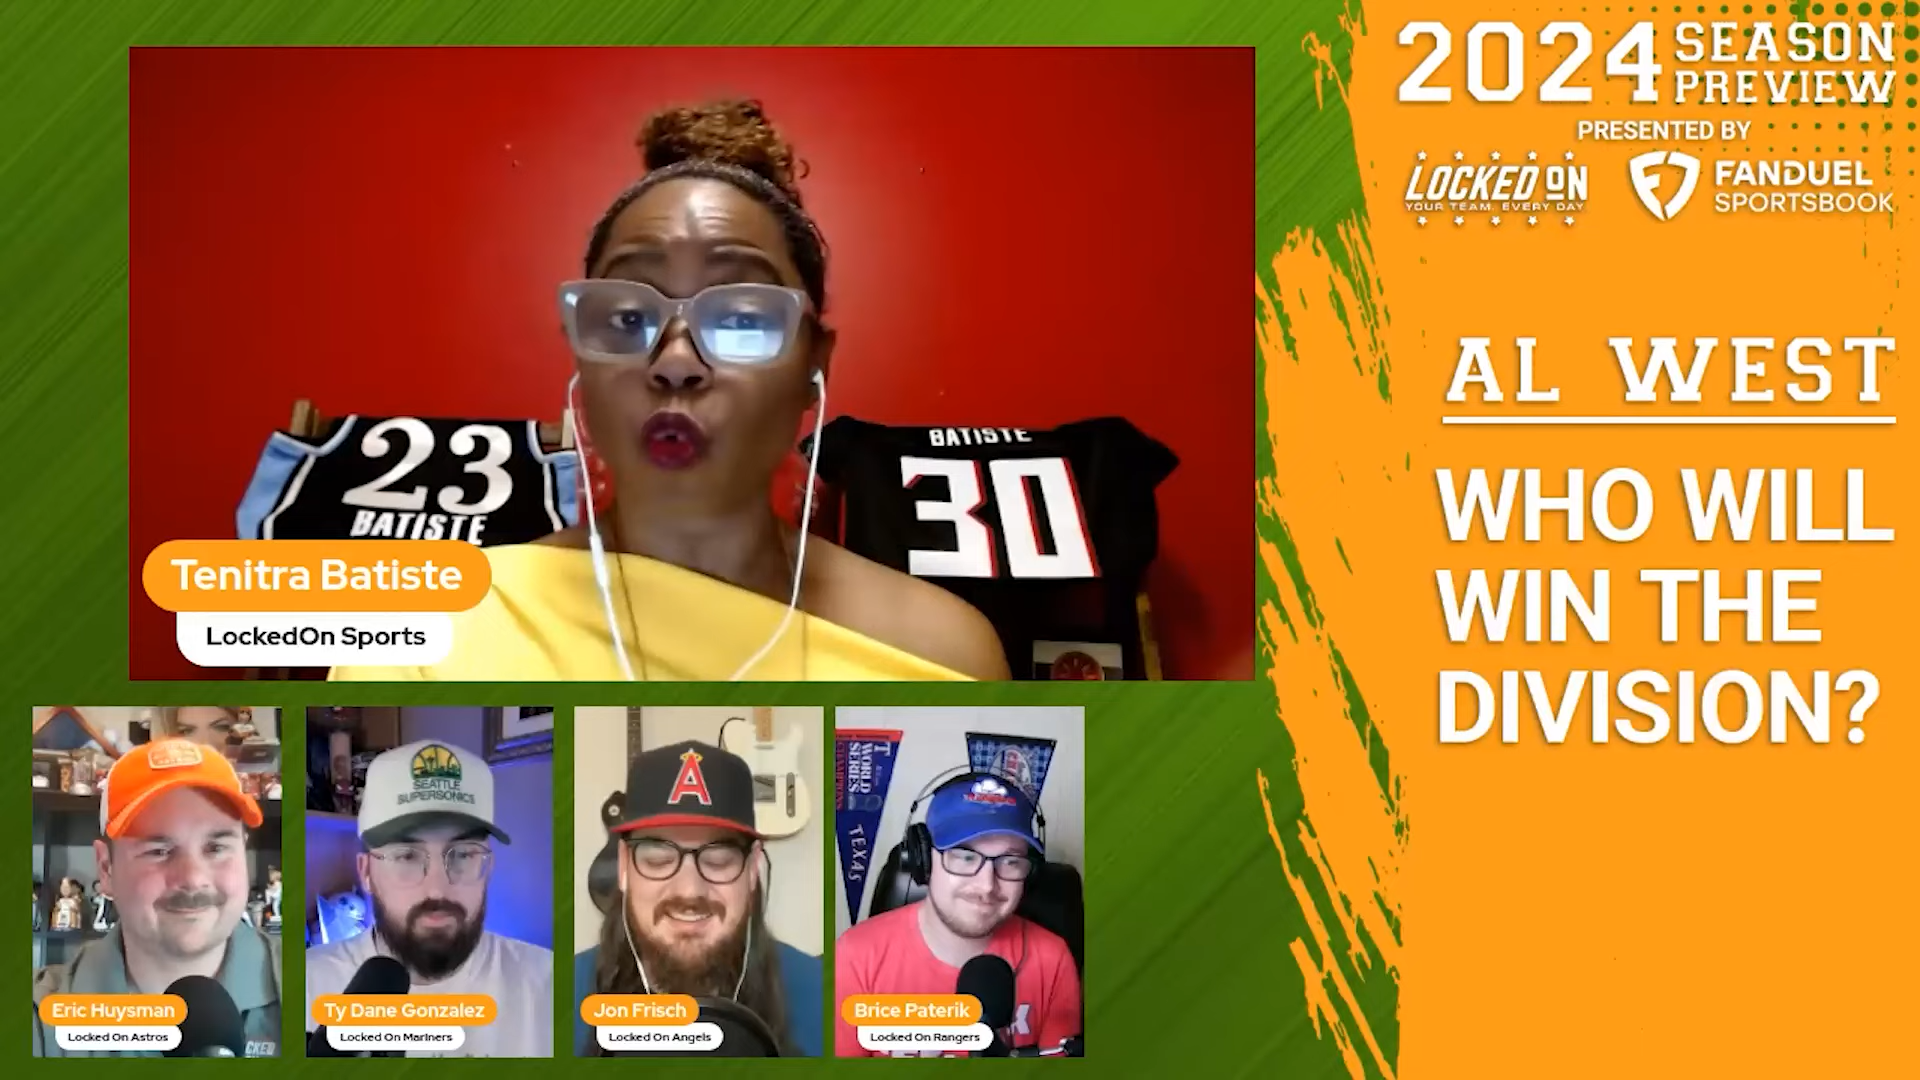 2024 SEASON PREVIEW
PRESENTED BY
LOCKED ON
YOUR TEAM. EVERY DAY
FANDUEL
SPORTSBOOK
AL WEST
WHO WILL
WIN THE
DIVISION?
23
BATISTE
BATISTE
30
Tenitra Batiste
LockedOn Sports
SEATTLE
SUPERSONICS
A
WORLD
SERIES
CHAMPIONS
TEXAS
Eric Huysman
Locked On Astros
Ty Dane Gonzalez
Locked On Mariners
Jon Frisch
Locked On Angels
Brice Paterik
Locked On Rangers